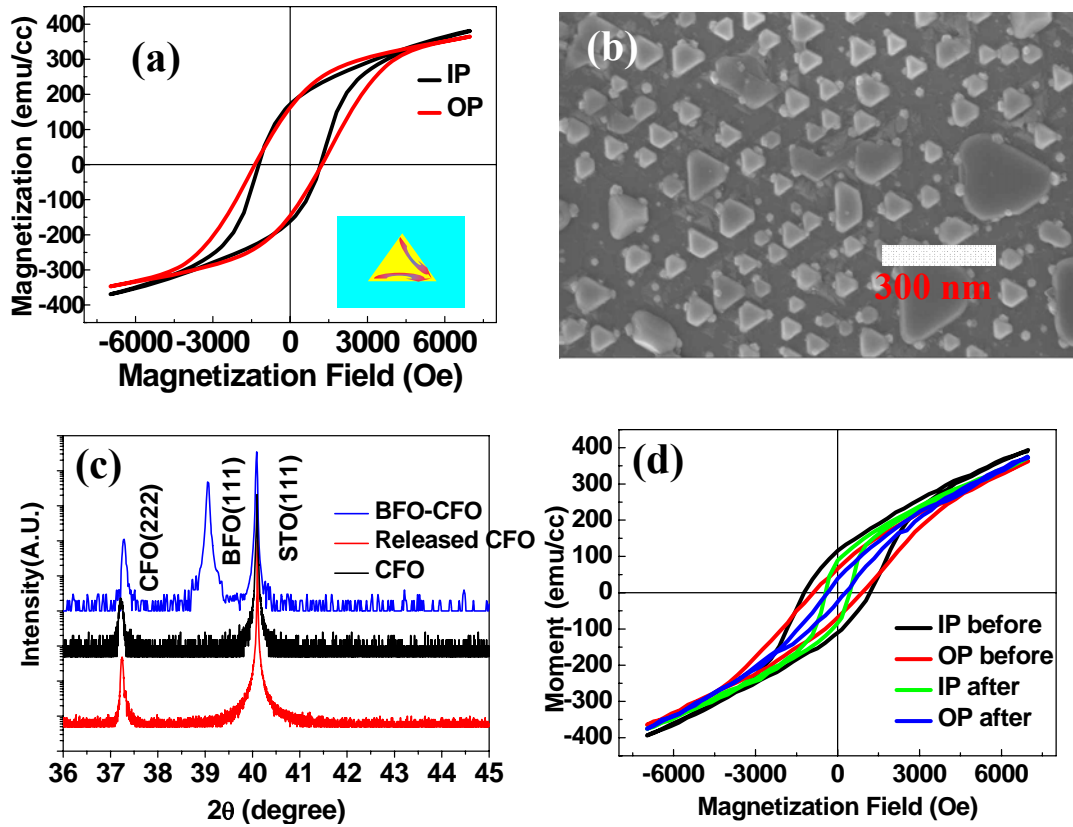 (a)
IP
OP
400
300
200
100
0
-100
-200
-300
-400
Magnetization (emu/cc)
-6000 -3000 0 3000 6000
Magnetization Field (Oe)
(b)
300 nm
(c)
CFO(222)
BFO(111)
STO(111)
BFO-CFO
Released CFO
CFO
Intensity(A.U.)
36 37 38 39 40 41 42 43 44 45
2θ (degree)
(d)
400
300
200
100
0
-100
-200
-300
-400
Moment (emu/cc)
IP before
OP before
IP after
OP after
-6000 -3000 0 3000 6000
Magnetization Field (Oe)